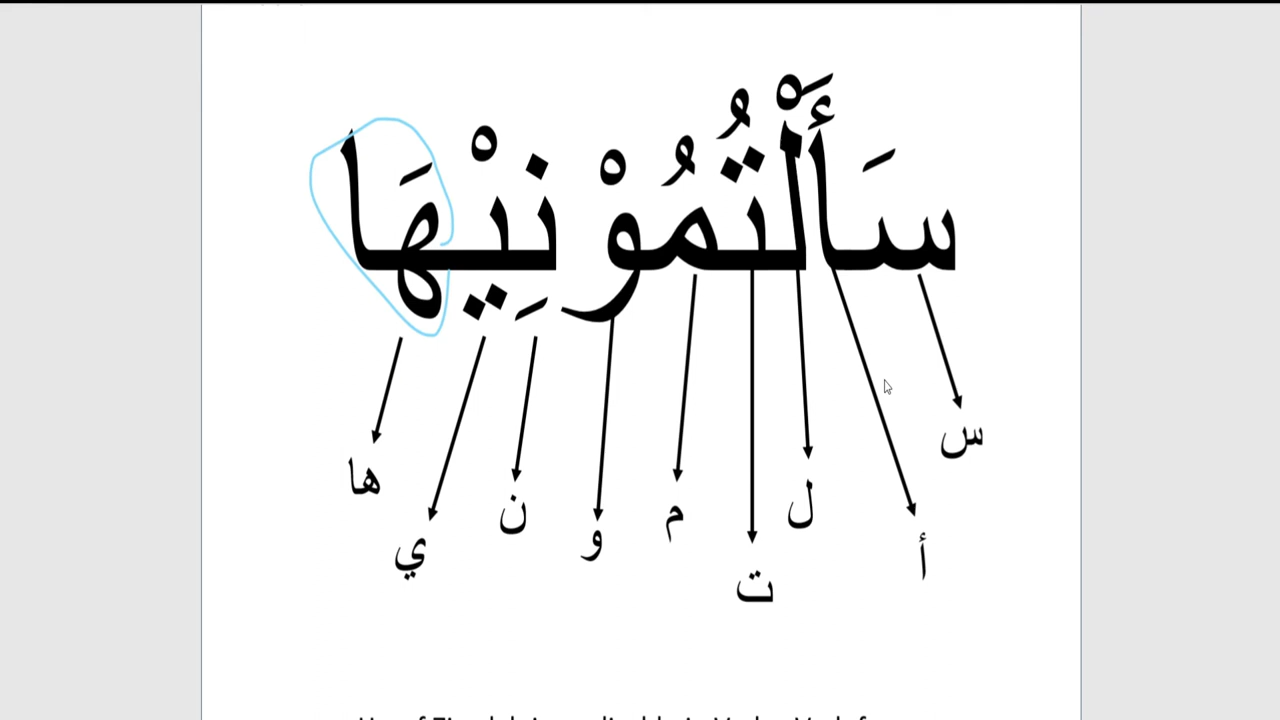 سَأَلْتُمُوْنِيْهَا
س أ ل ت م و ن ي ها